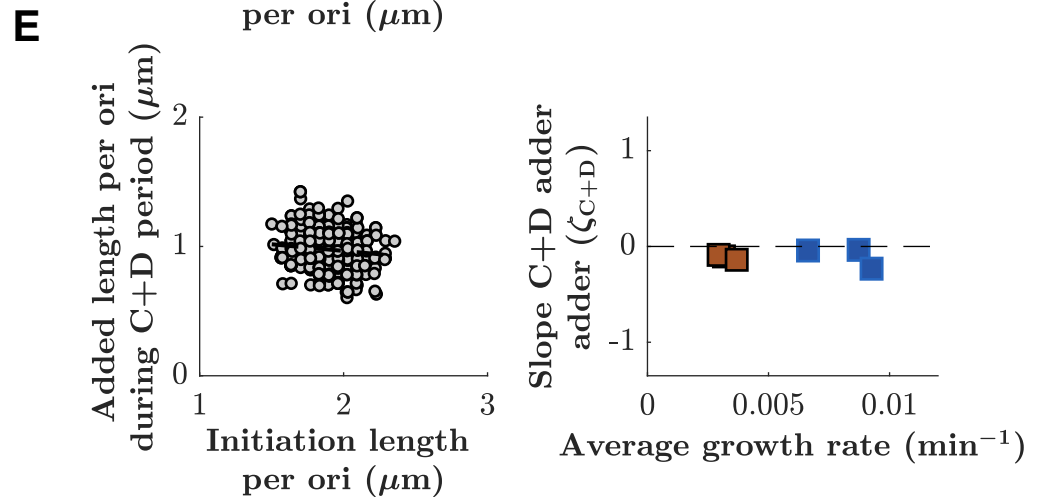 E
per ori (μm)
Added length per ori
during C+D period (μm)
2
1
0
1 2 3
Initiation length
per ori (μm)
Slope C+D adder
adder (ζC+D)
1
0
-1
0 0.005 0.01
Average growth rate (min⁻¹)